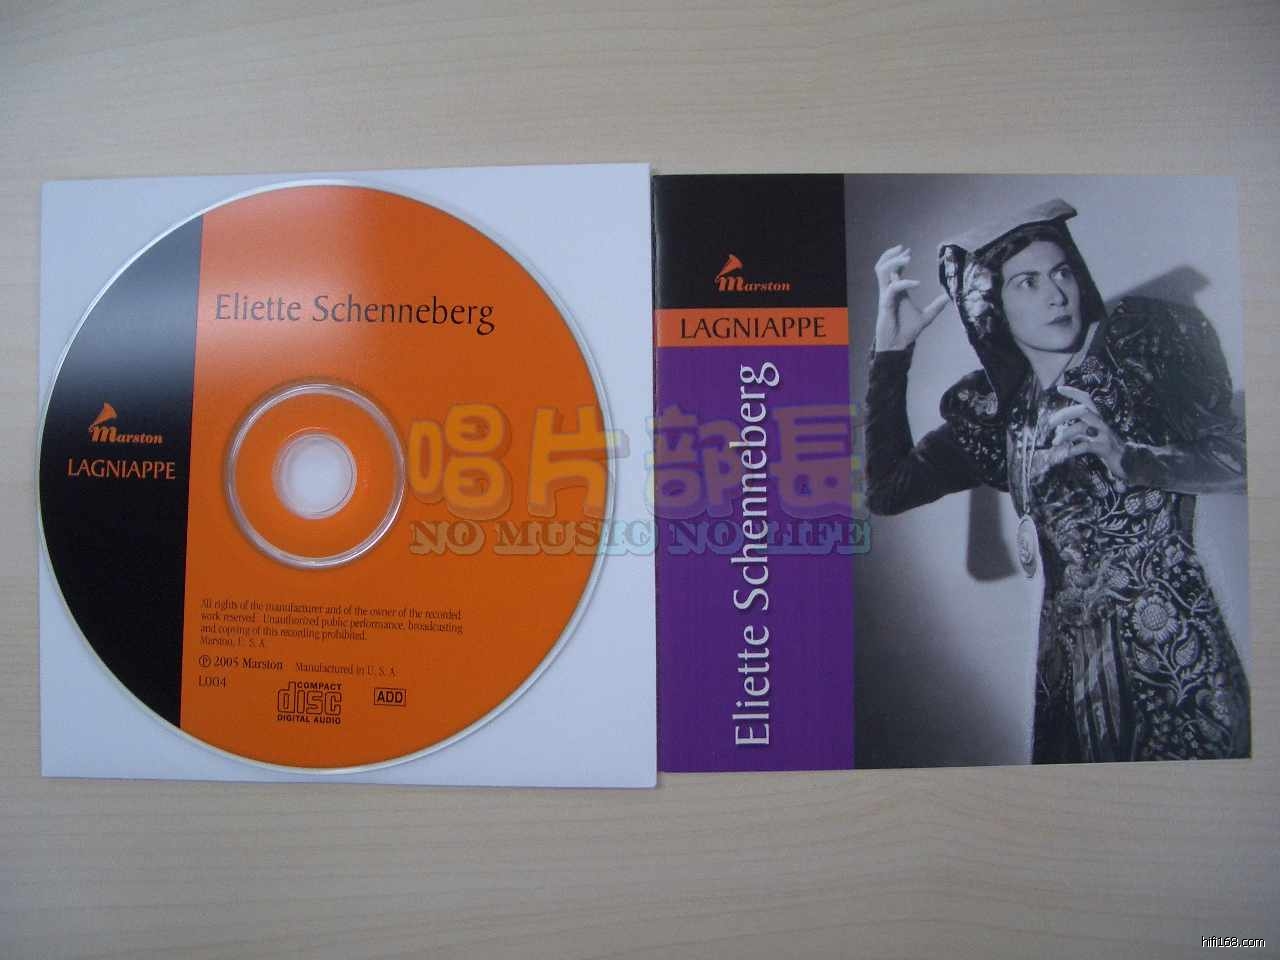 Eliette Schenneberg
Marston
LAGNIAPPE
All rights of the manufacturer and of the owner of the recorded
work reserved. Unauthorized public performance, broadcasting
and copying of this recording prohibited.
Marston, U. S. A.
℗ 2005 Marston Manufactured in U. S. A
L004
COMPACT
disc
DIGITAL AUDIO
ADD
Marston
LAGNIAPPE
Eliette Schenneberg
唱片部長
NO MUSIC NO LIFE
hifi168.com